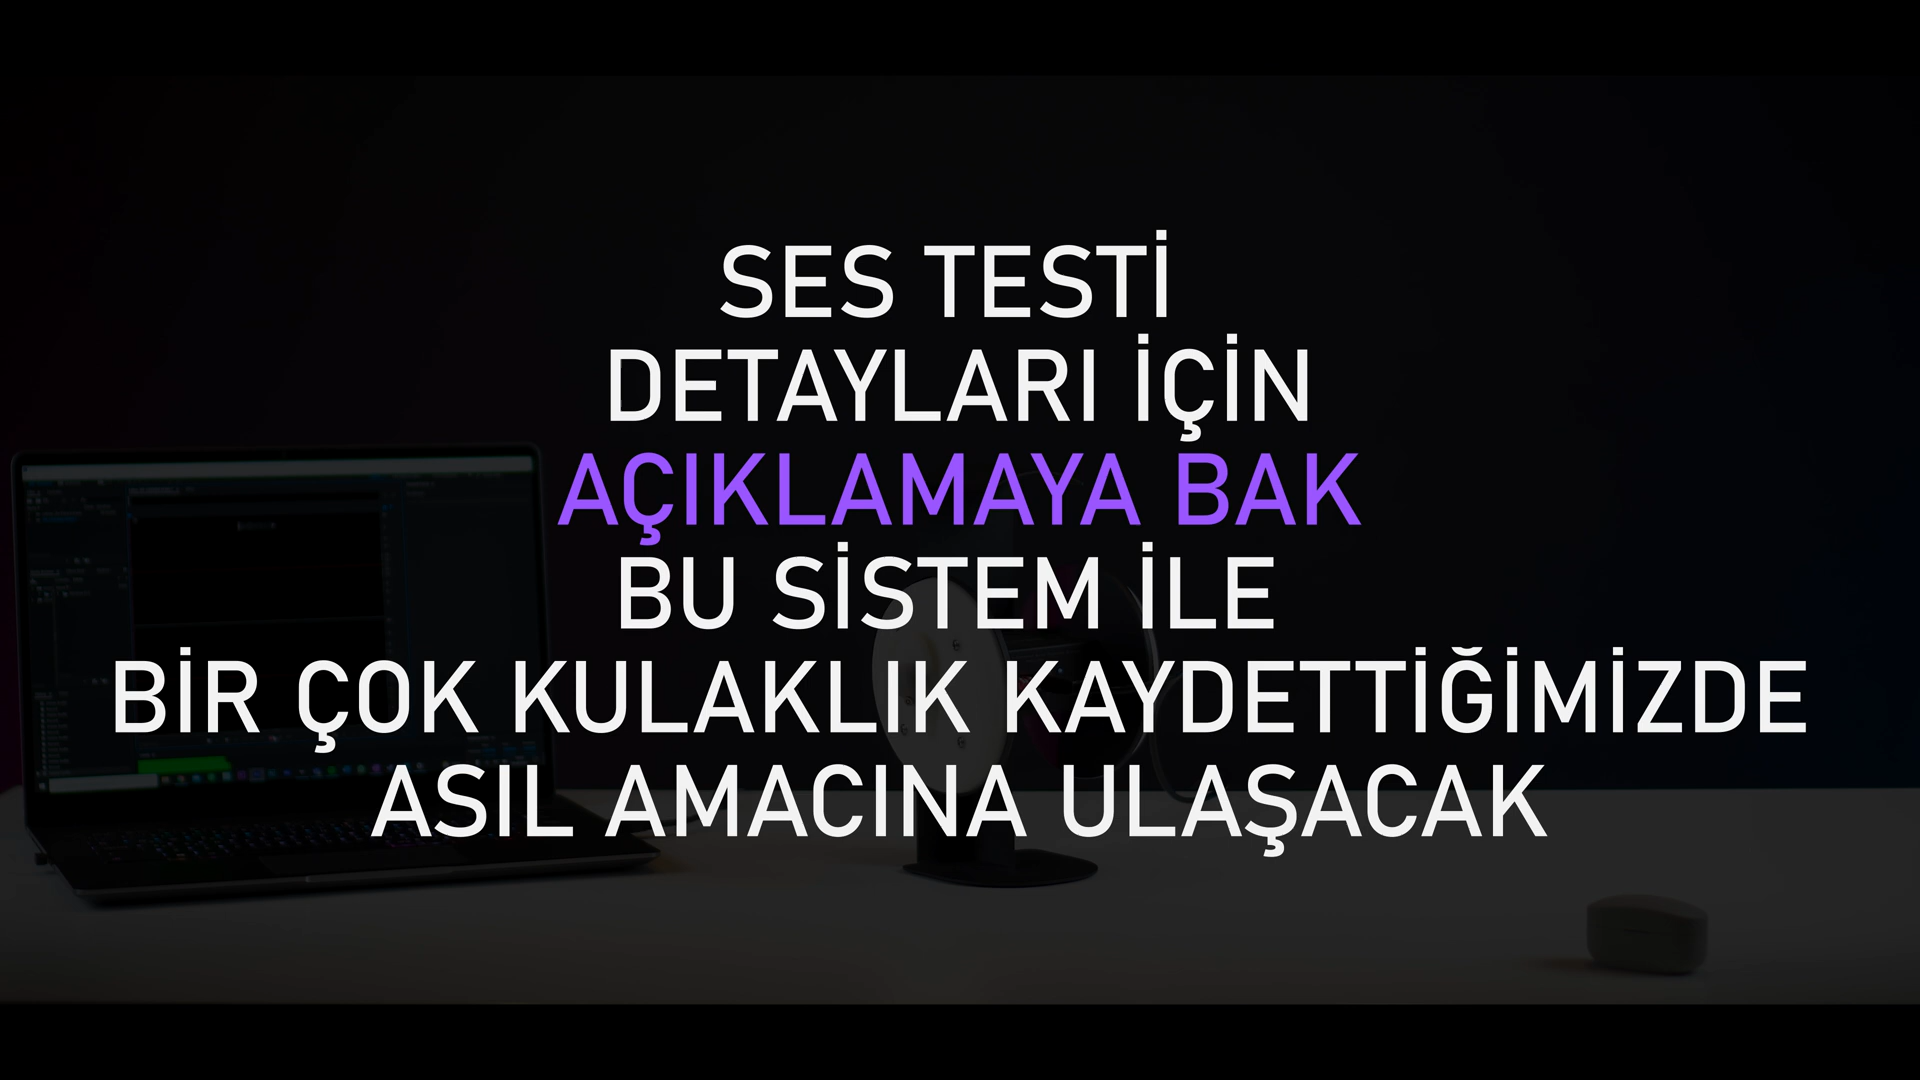 SES TESTİ
DETAYLARI İÇİN
AÇIKLAMAYA BAK
BU SİSTEM İLE
BİR ÇOK KULAKLIK KAYDETTİĞİMİZDE
ASIL AMACINA ULAŞACAK